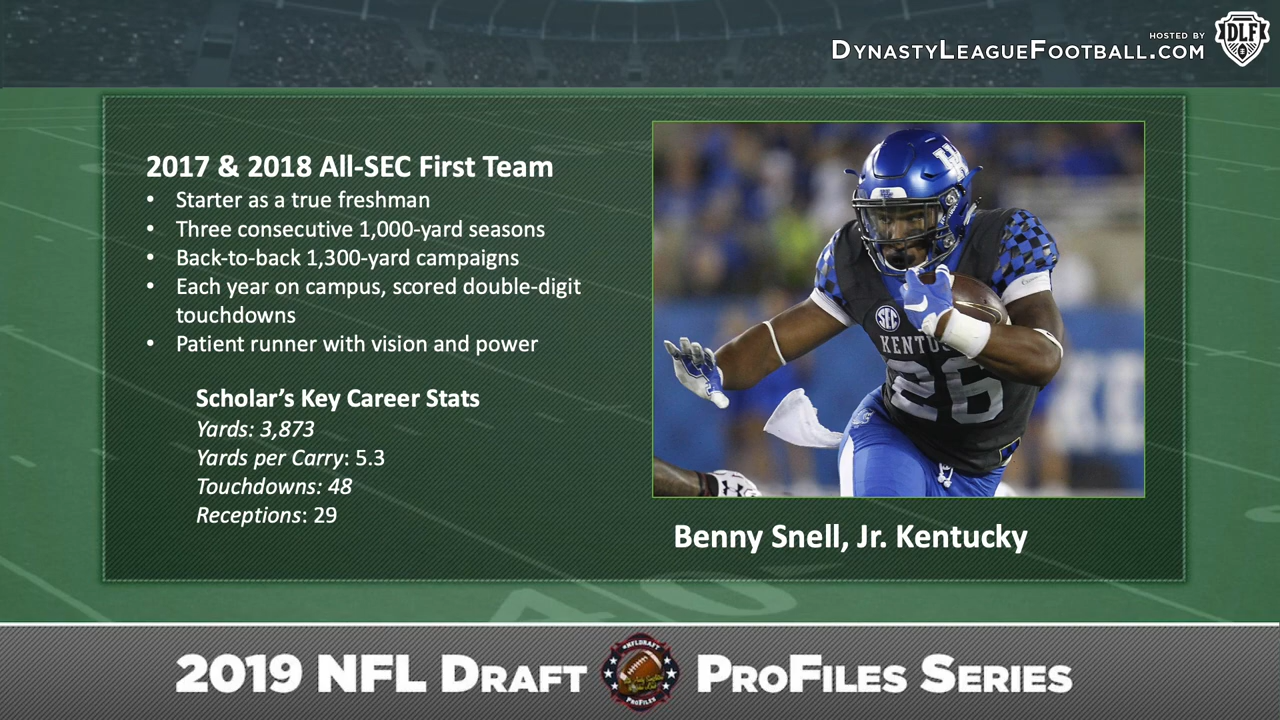 HOSTED BY
DYNASTYLEAGUEFOOTBALL.COM
DLF
2017 & 2018 All-SEC First Team
• Starter as a true freshman
• Three consecutive 1,000-yard seasons
• Back-to-back 1,300-yard campaigns
• Each year on campus, scored double-digit
touchdowns
• Patient runner with vision and power
Scholar’s Key Career Stats
Yards: 3,873
Yards per Carry: 5.3
Touchdowns: 48
Receptions: 29
SEC
26
Benny Snell, Jr. Kentucky
40
2019 NFL DRAFT
#NFLDRAFT
PROFILES
PROFILES SERIES